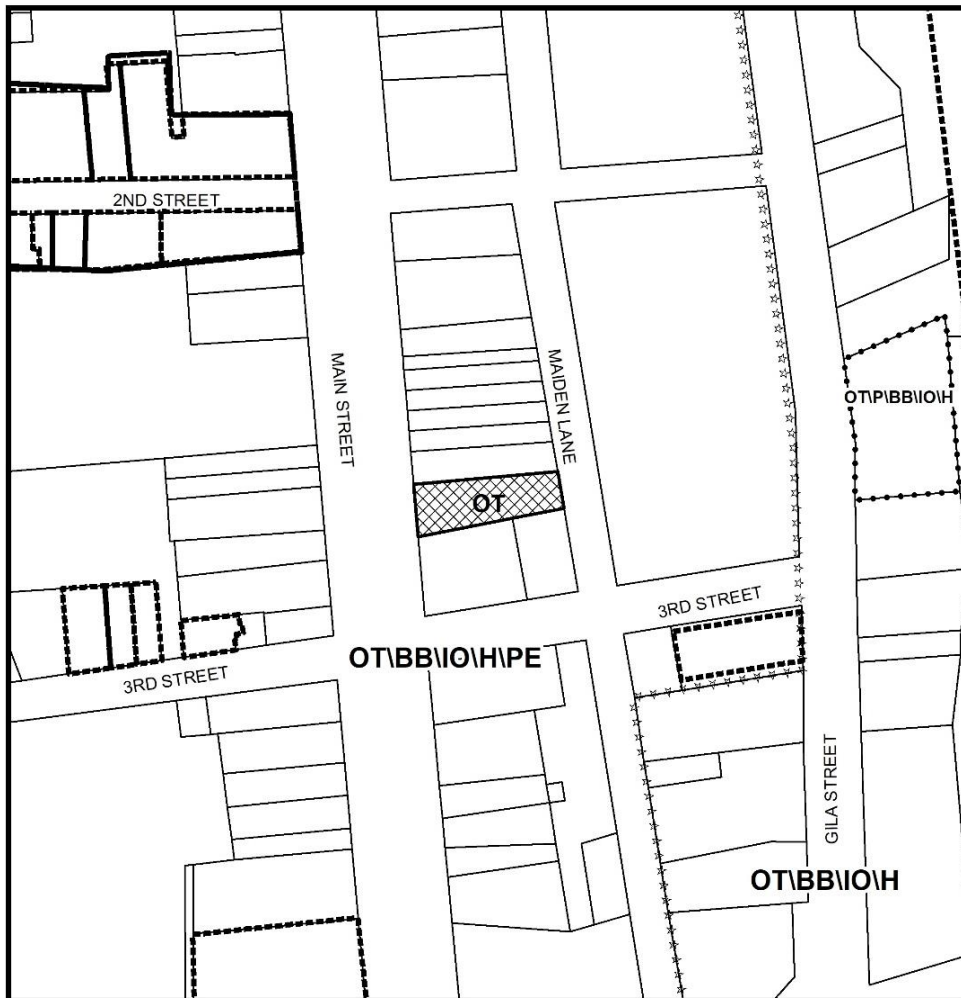 2ND STREET
MAIN STREET
MAIDEN LANE
OT\P\BB\IO\H
OT
3RD STREET
OT\BB\IO\H\PE
3RD STREET
GILA STREET
OT\BB\IO\H